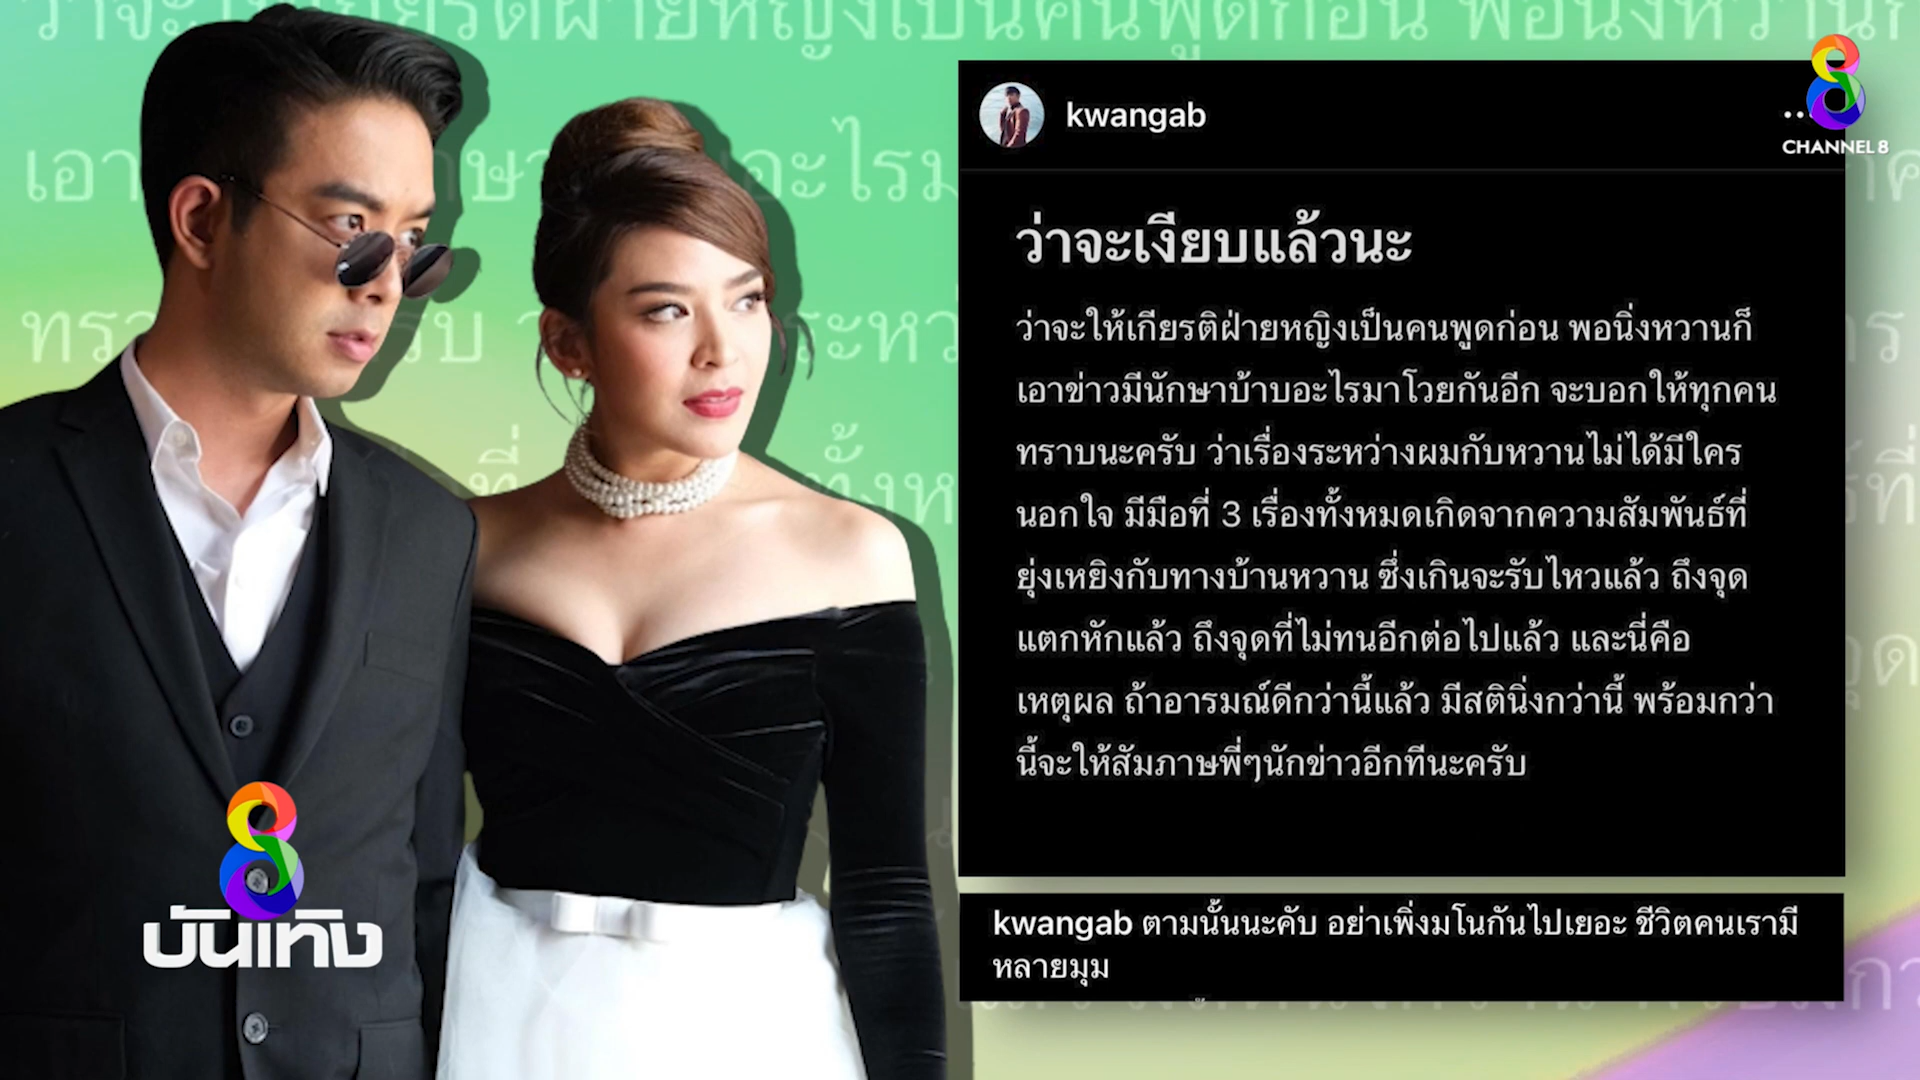 kwangab
CHANNEL 8
ว่าจะเงียบแล้วนะ
ว่าจะให้เกียรติฝ่ายหญิงเป็นคนพูดก่อน พอนิ่งหวานก็
เอาข่าวมีนักษาบ้าบอะไรมาโวยกันอีก จะบอกให้ทุกคน
ทราบนะครับ ว่าเรื่องระหว่างผมกับหวานไม่ได้มีใคร
นอกใจ มีมือที่ 3 เรื่องทั้งหมดเกิดจากความสัมพันธ์ที่
ยุ่งเหยิงกับทางบ้านหวาน ซึ่งเกินจะรับไหวแล้ว ถึงจุด
แตกหักแล้ว ถึงจุดที่ไม่ทนอีกต่อไปแล้ว และนี่คือ
เหตุผล ถ้าอารมณ์ดีกว่านี้แล้ว มีสตินิ่งกว่านี้ พร้อมกว่า
นี้จะให้สัมภาษพี่ๆนักข่าวอีกทีนะครับ
kwangab ตามนั้นนะคับ อย่าเพิ่งมโนกันไปเยอะ ชีวิตคนเรามี
หลายมุม
บันเทิง